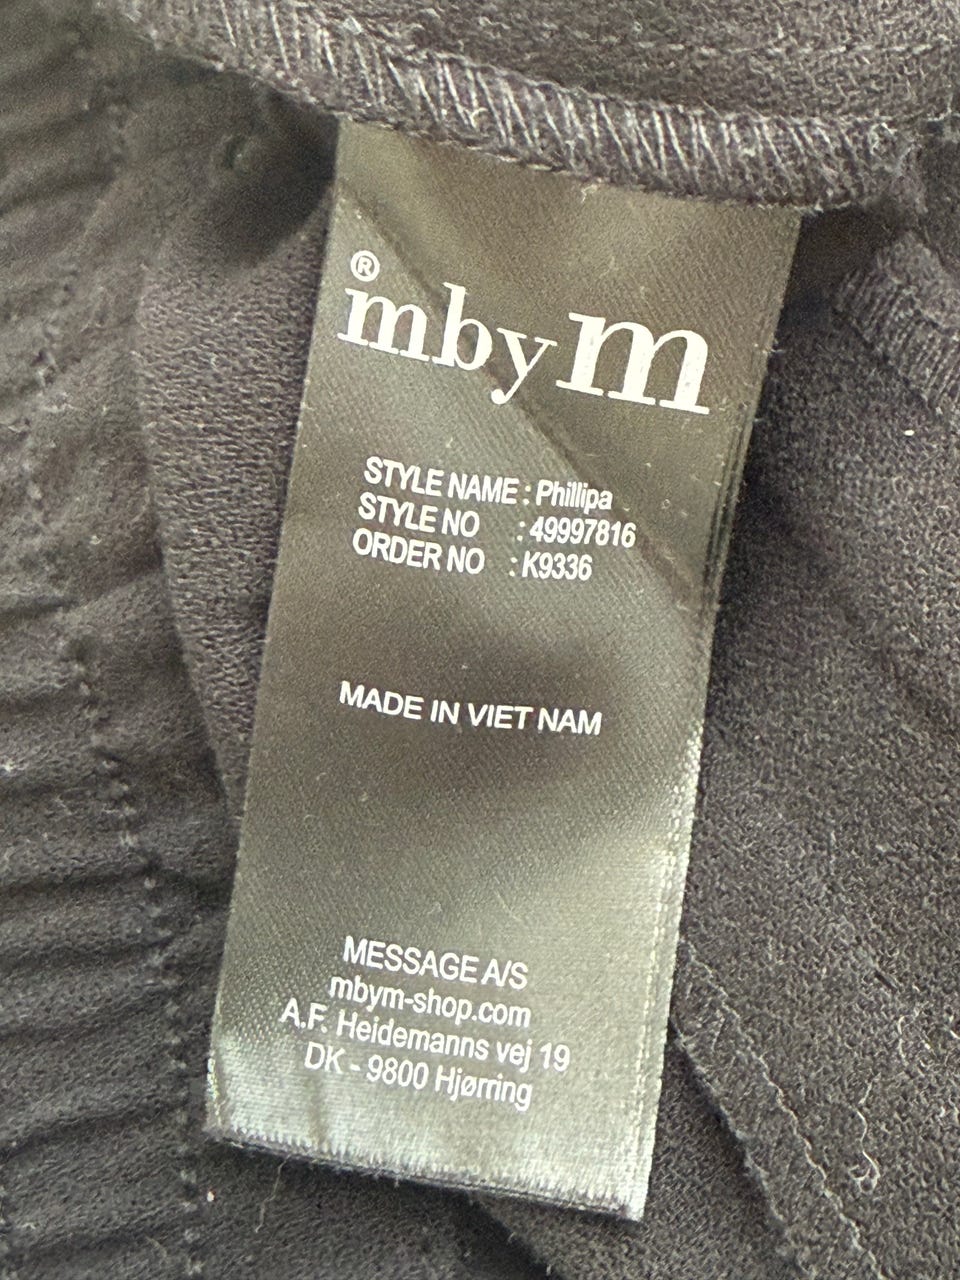 ®
mbym
STYLE NAME : Phillipa
STYLE NO : 49997816
ORDER NO : K9336
MADE IN VIET NAM
MESSAGE A/S
mbym-shop.com
A.F. Heidemanns vej 19
DK - 9800 Hjørring